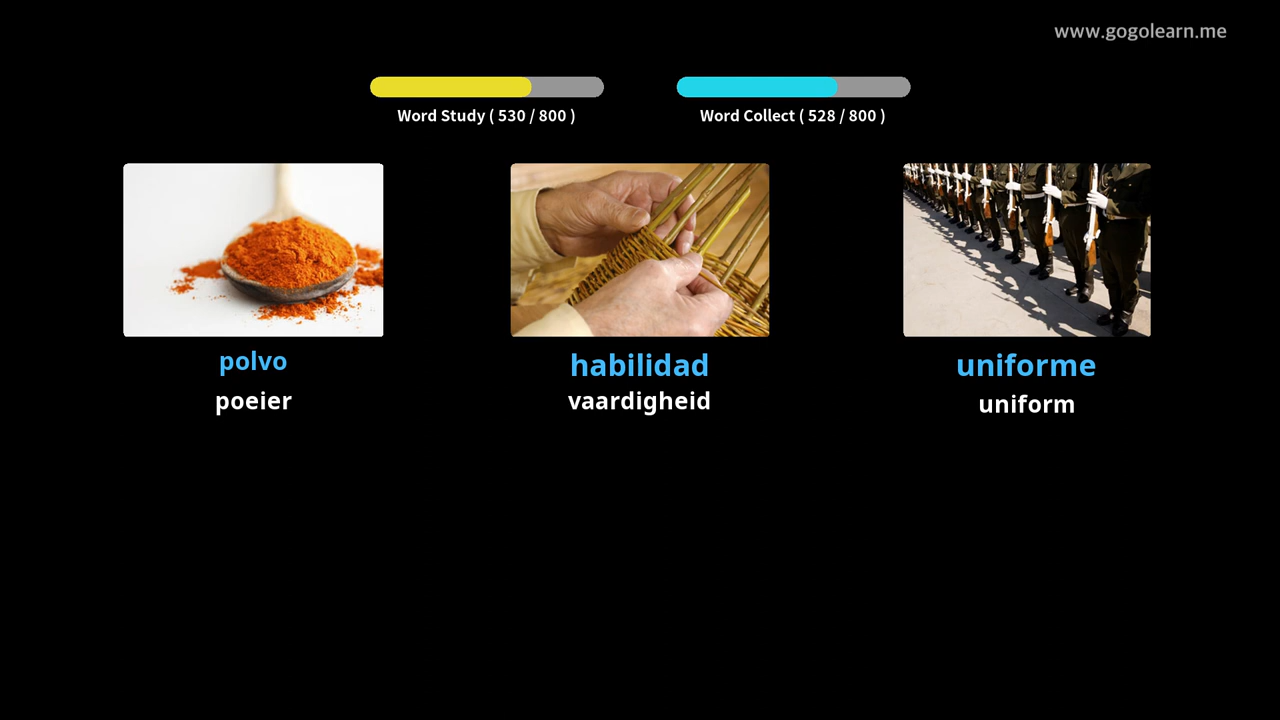 www.gogolearn.me
Word Study ( 530 / 800 )
Word Collect ( 528 / 800 )
polvo
poeier
habilidad
vaardigheid
uniforme
uniform